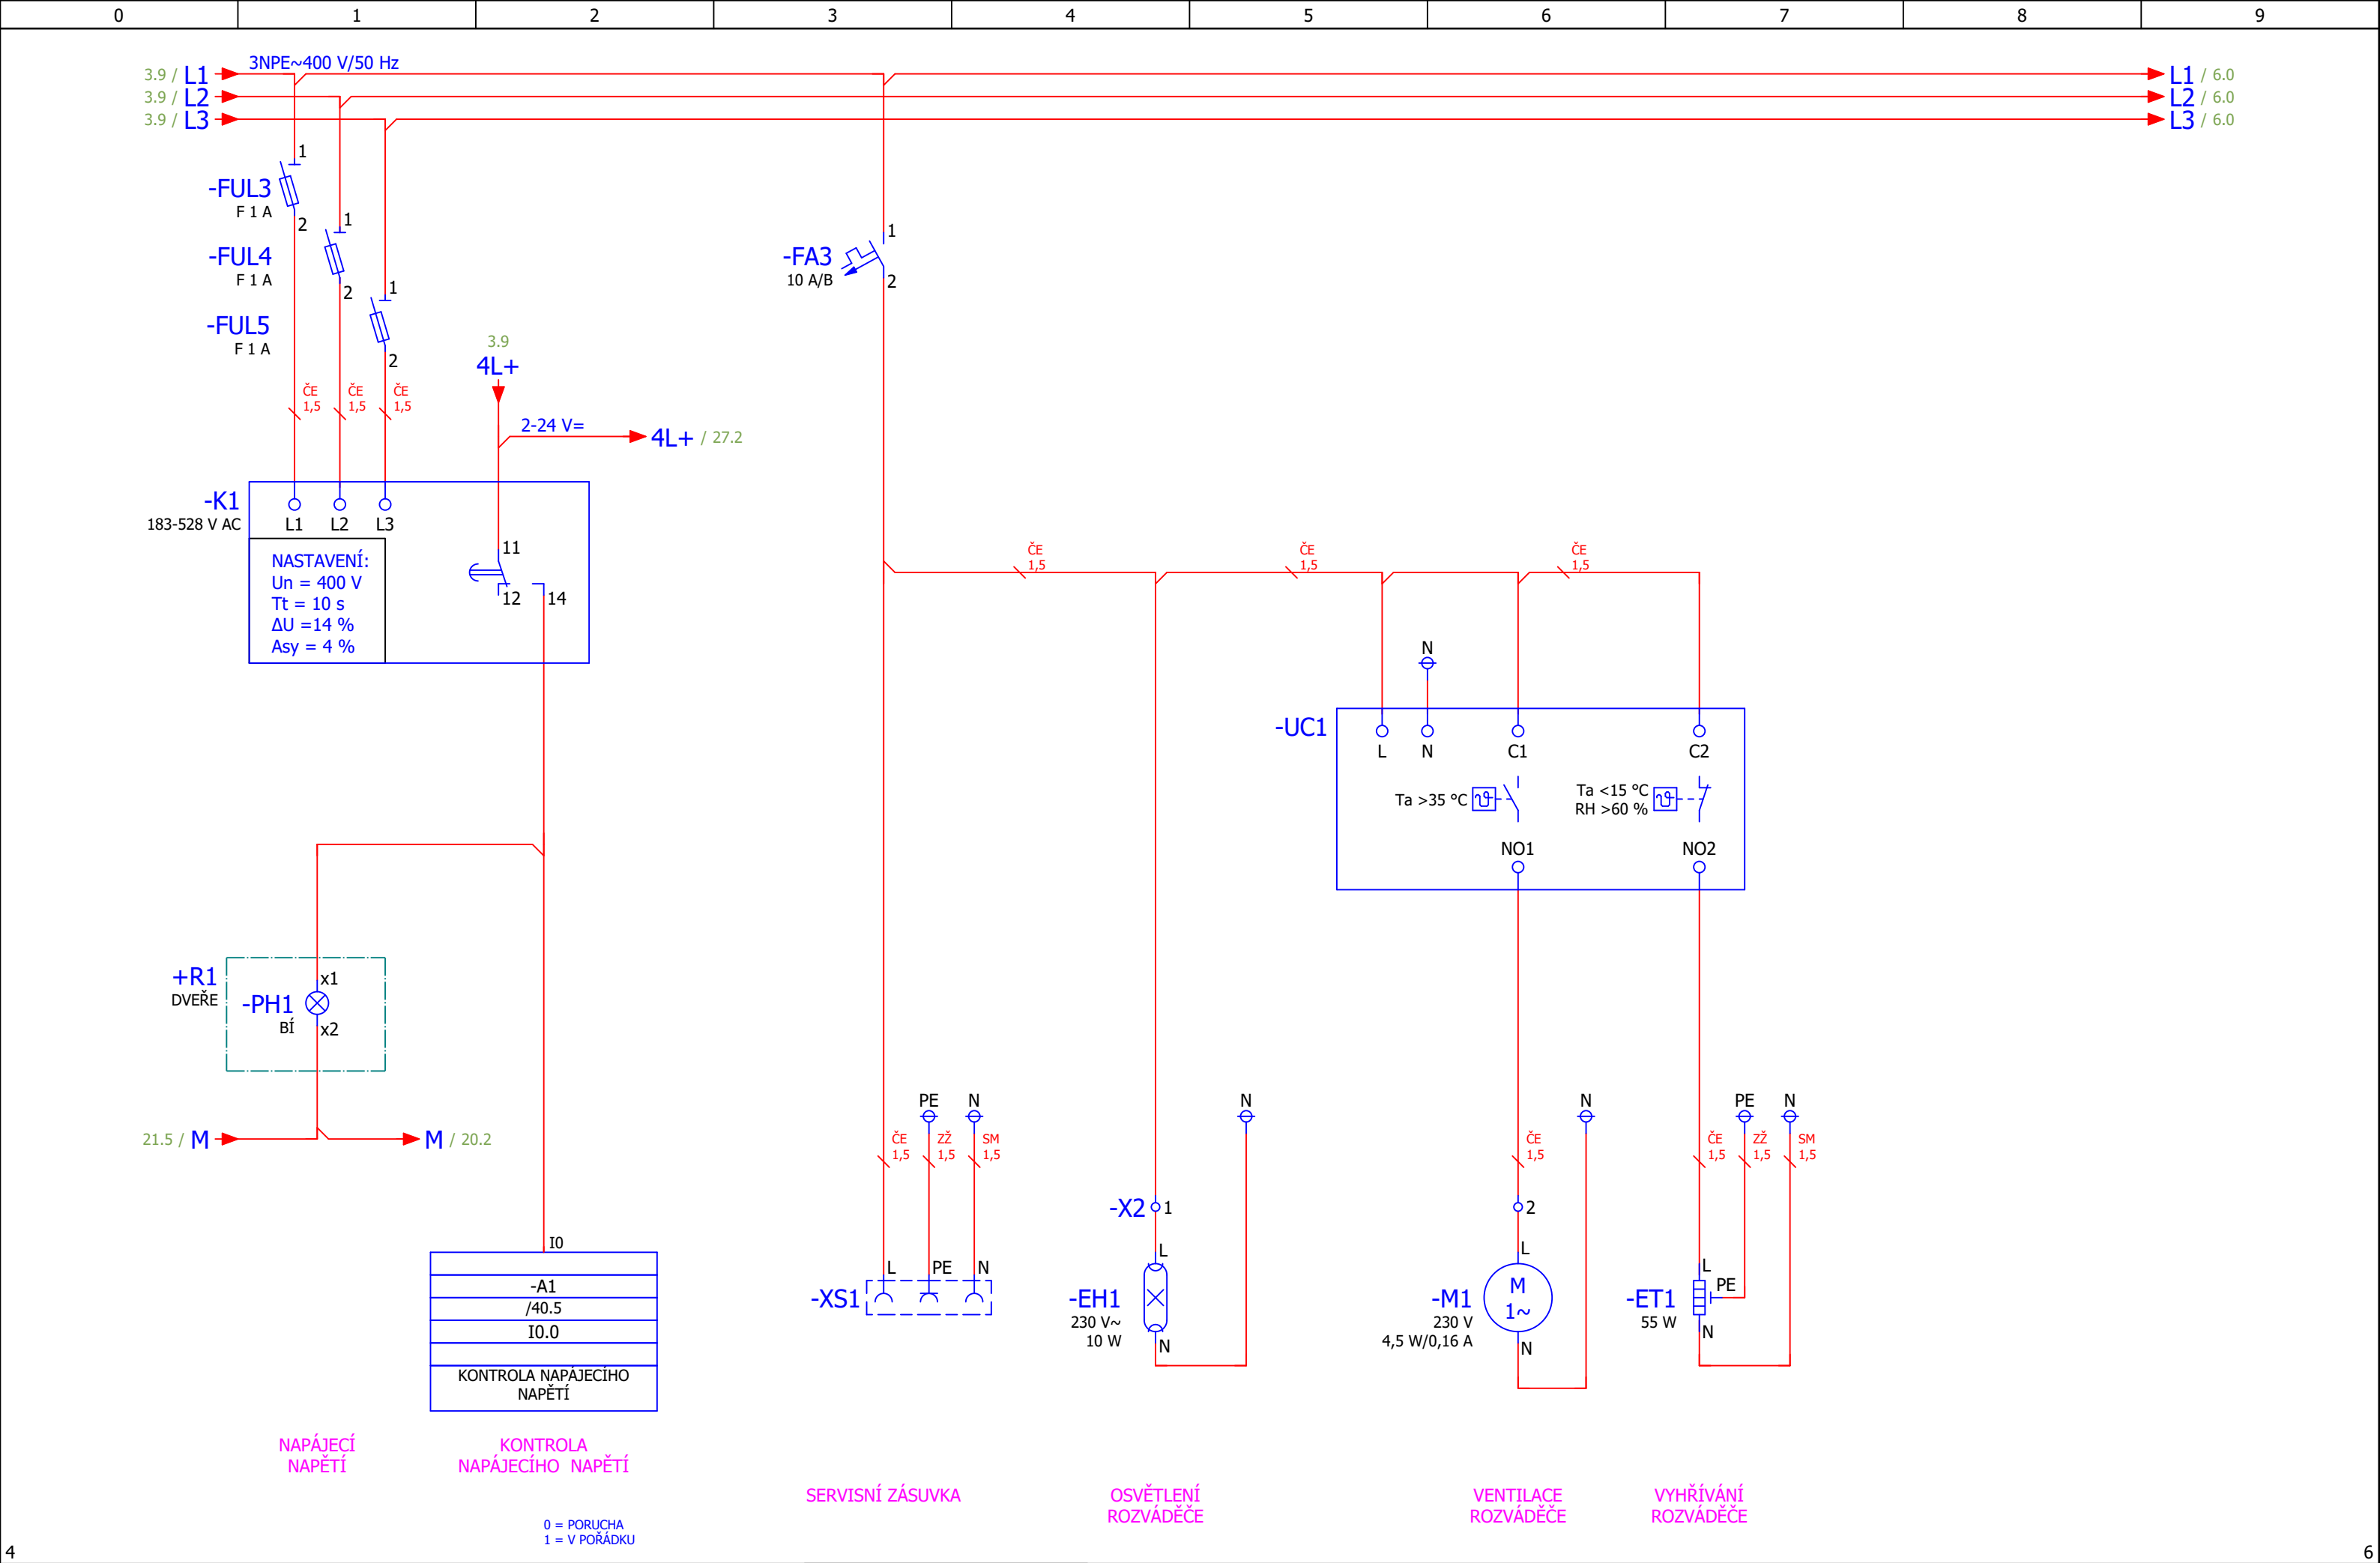 0 1 2 3 4 5 6 7 8 9
3NPE~400 V/50 Hz
3.9 / L1
L1 / 6.0
3.9 / L2
L2 / 6.0
3.9 / L3
L3 / 6.0
1
-FUL3
F 1 A
2
1
-FUL4
F 1 A
2
1
-FUL5
F 1 A
2
ČE
1,5
ČE
1,5
ČE
1,5
3.9
4L+
2-24 V=
4L+ / 27.2
-K1
183-528 V AC
L1 L2 L3
NASTAVENÍ:
Un = 400 V
Tt = 10 s
ΔU =14 %
Asy = 4 %
11
12 14
+R1
DVEŘE
x1
-PH1
BÍ
x2
21.5 / M
M / 20.2
I0
-A1
/40.5
I0.0
KONTROLA NAPÁJECÍHO
NAPĚTÍ
NAPÁJECÍ
NAPĚTÍ
KONTROLA
NAPÁJECÍHO NAPĚTÍ
0 = PORUCHA
1 = V POŘÁDKU
1
-FA3
10 A/B
2
ČE
1,5
ČE
1,5
ČE
1,5
N
-UC1
L N C1 C2
Ta >35 °C
Ta <15 °C
RH >60 %
NO1 NO2
PE N
ČE
1,5
ZŽ
1,5
SM
1,5
L PE N
-XS1
SERVISNÍ ZÁSUVKA
N
-X2 1
L
-EH1
230 V~
10 W
N
OSVĚTLENÍ
ROZVÁDĚČE
N
ČE
1,5
2
L
M
1~
-M1
230 V
4,5 W/0,16 A
N
VENTILACE
ROZVÁDĚČE
PE N
ČE
1,5
ZŽ
1,5
SM
1,5
L
PE
-ET1
55 W
N
VYHŘÍVÁNÍ
ROZVÁDĚČE
4
6